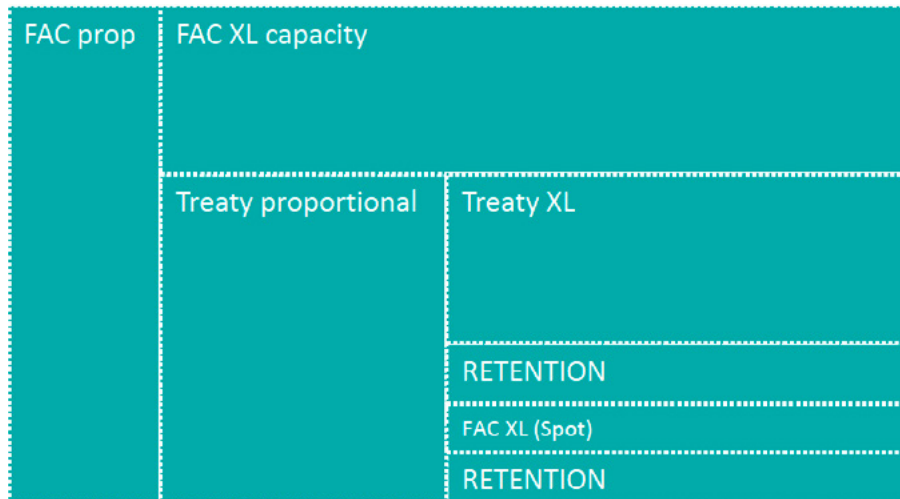 FAC prop
FAC XL capacity
Treaty proportional
Treaty XL
RETENTION
FAC XL (Spot)
RETENTION